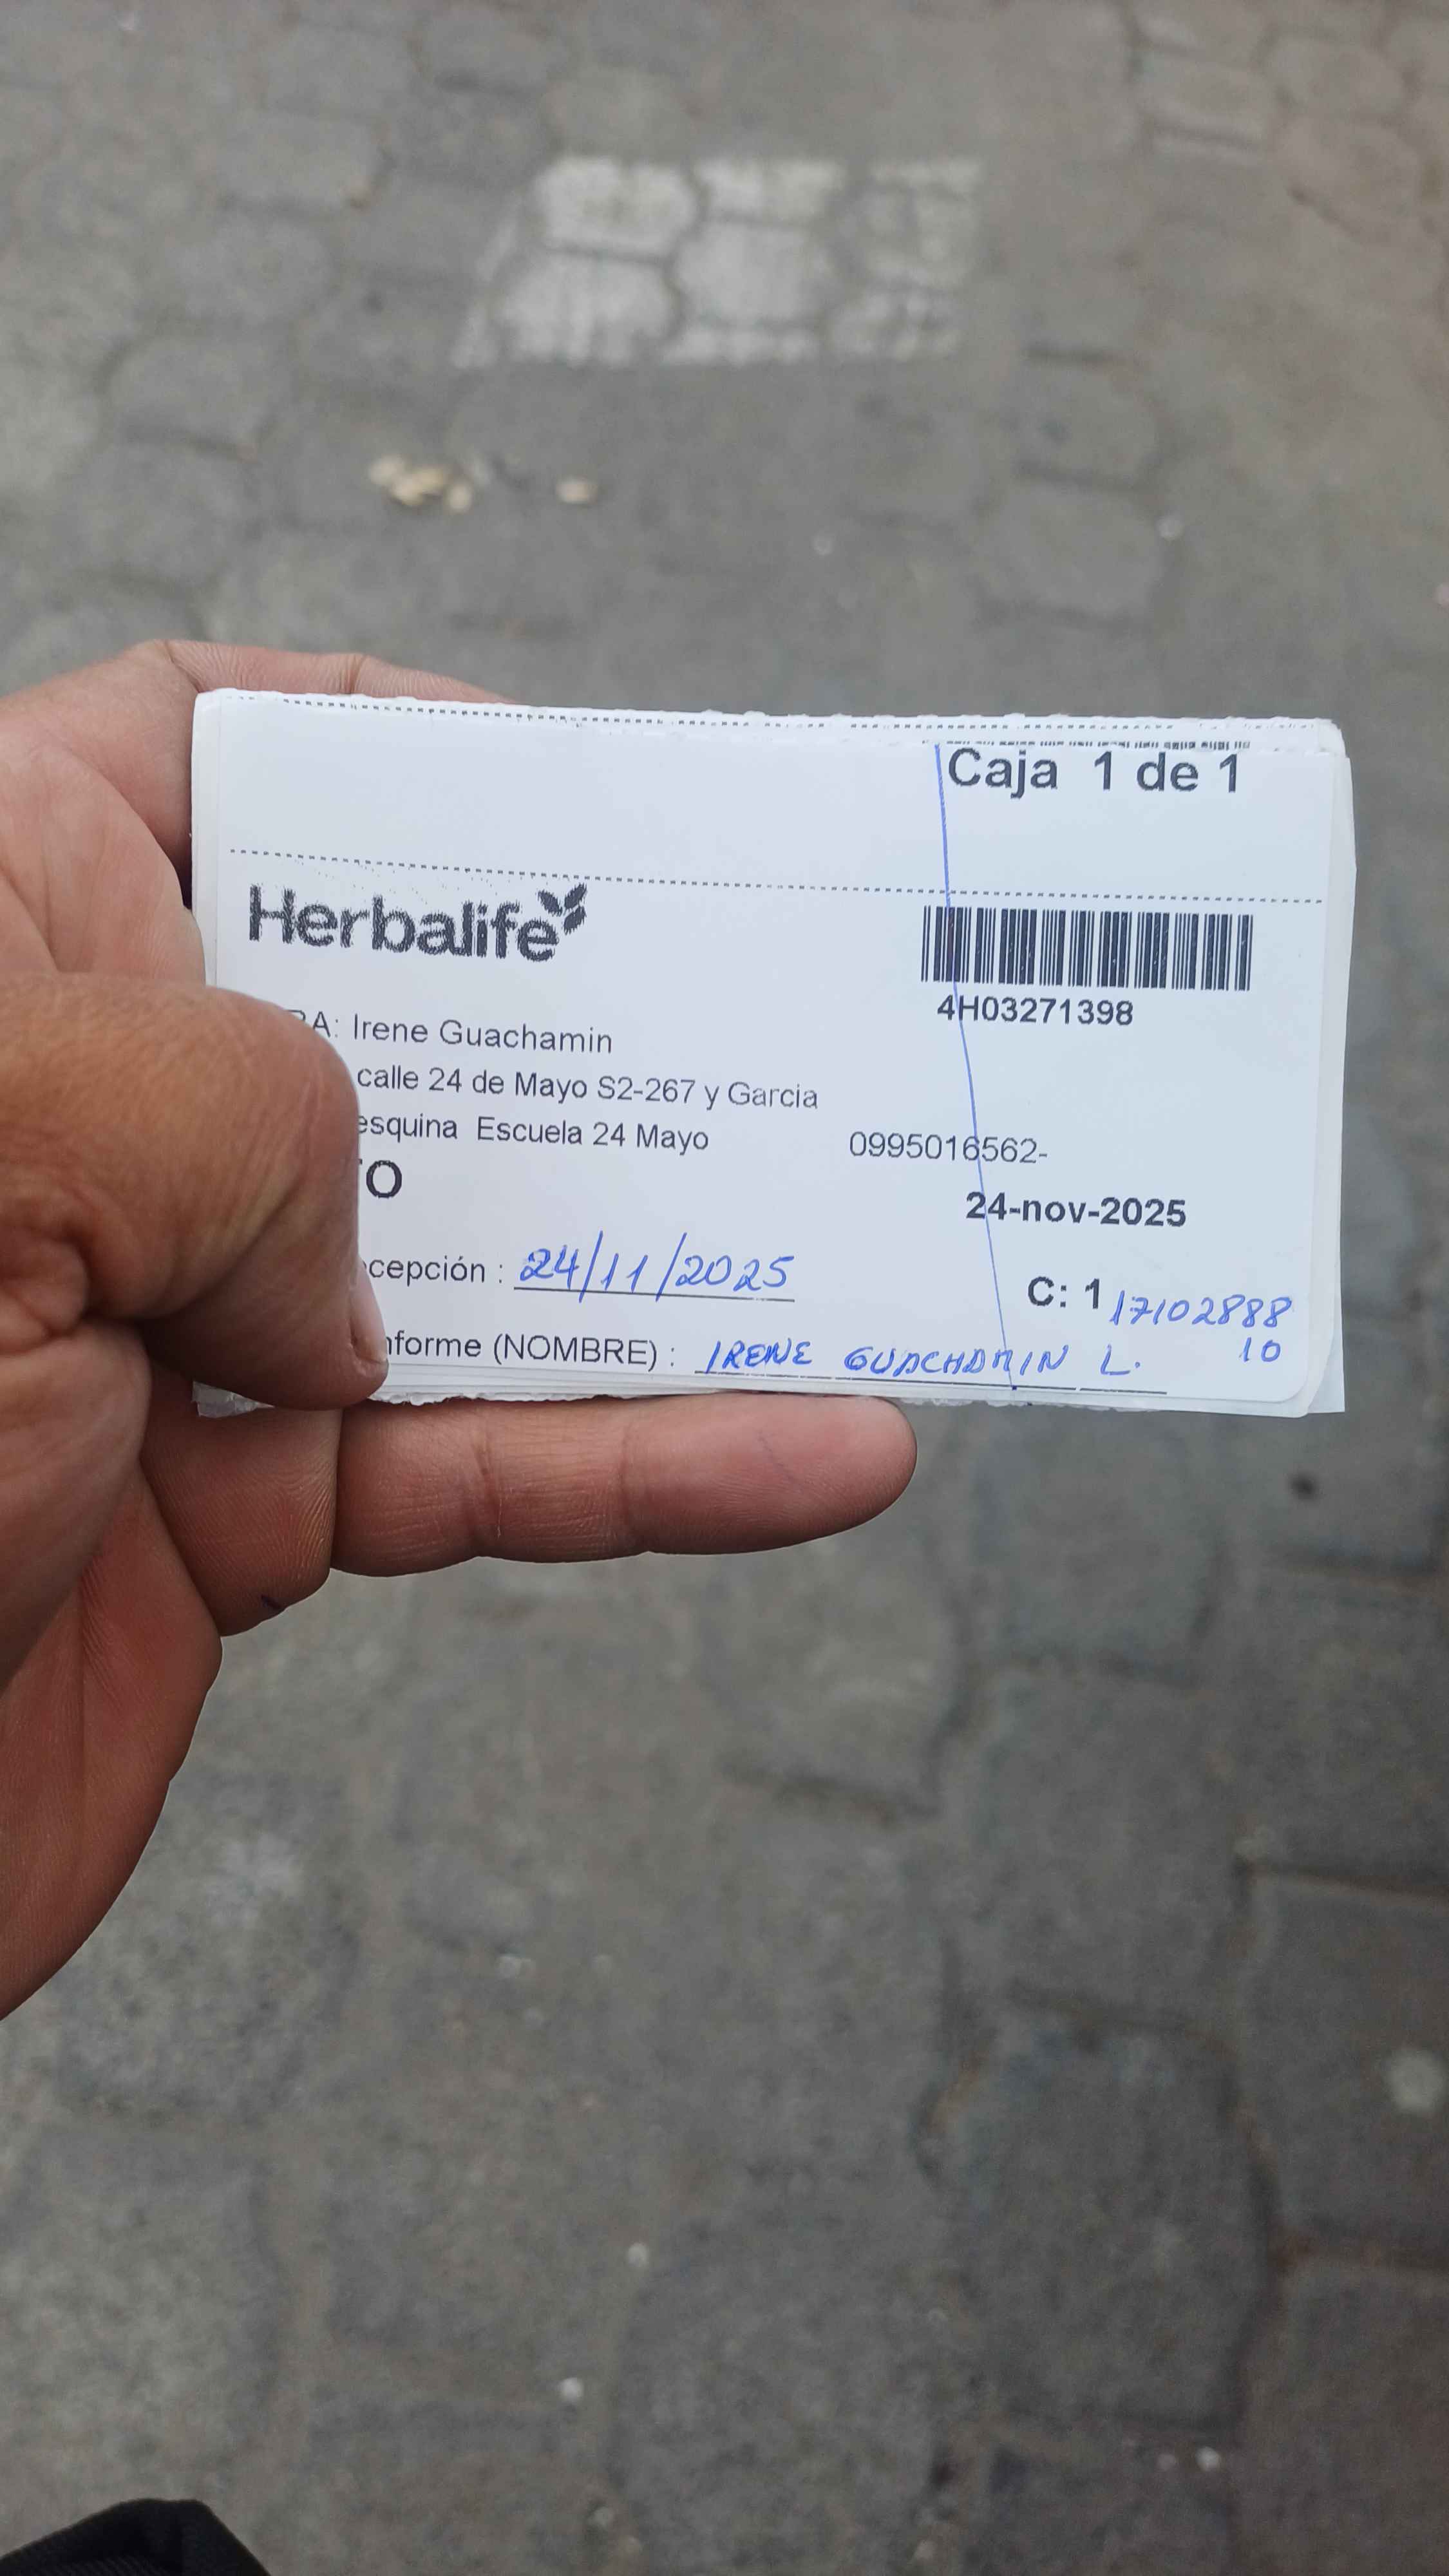 Caja 1 de 1
Herbalife
4H03271398
RA: Irene Guachamin
calle 24 de Mayo S2-267 y Garcia
esquina Escuela 24 Mayo 0995016562-
TO
24-nov-2025
cepción : 24/11/2025
C: 1 17102888
10
nforme (NOMBRE) : IRENE GUACHAMIN L.